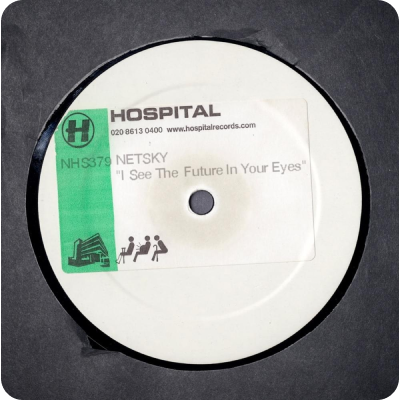 H HOSPITAL
020 8613 0400 www.hospitalrecords.com
NHS379 NETSKY
"I See The Future In Your Eyes"